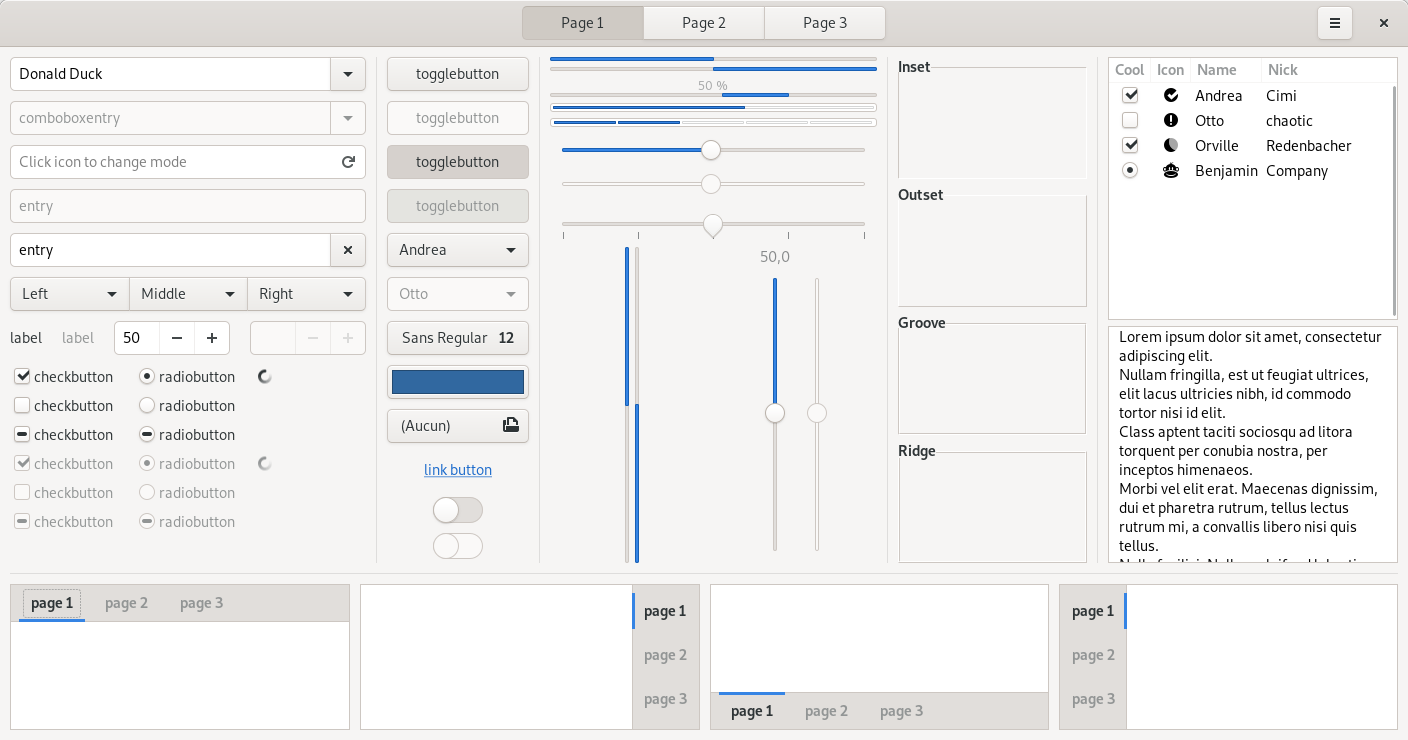 Page 1 Page 2 Page 3
Donald Duck
comboboxentry
Click icon to change mode
entry
entry
Left Middle Right
label label 50
checkbutton radiobutton
checkbutton radiobutton
checkbutton radiobutton
checkbutton radiobutton
checkbutton radiobutton
checkbutton radiobutton
togglebutton
togglebutton
togglebutton
togglebutton
Andrea
Otto
Sans Regular 12
(Aucun)
link button
50 %
50,0
Inset
Outset
Groove
Ridge
Cool Icon Name Nick
Andrea Cimi
Otto chaotic
Orville Redenbacher
Benjamin Company
Lorem ipsum dolor sit amet, consectetur
adipiscing elit.
Nullam fringilla, est ut feugiat ultrices,
elit lacus ultricies nibh, id commodo
tortor nisi id elit.
Class aptent taciti sociosqu ad litora
torquent per conubia nostra, per
inceptos himenaeos.
Morbi vel elit erat. Maecenas dignissim,
dui et pharetra rutrum, tellus lectus
rutrum mi, a convallis libero nisi quis
tellus.
page 1 page 2 page 3
page 1
page 2
page 3
page 1 page 2 page 3
page 1
page 2
page 3